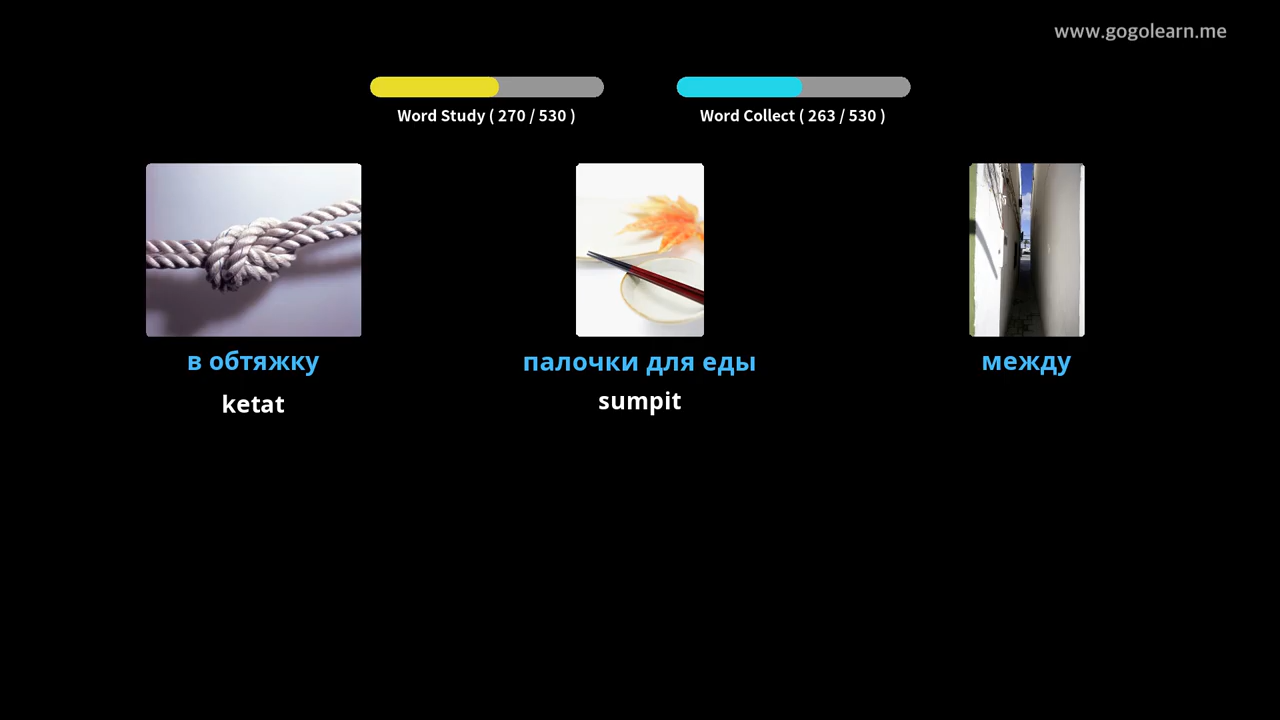 www.gogolearn.me
Word Study ( 270 / 530 )
Word Collect ( 263 / 530 )
в обтяжку
палочки для еды
между
ketat
sumpit